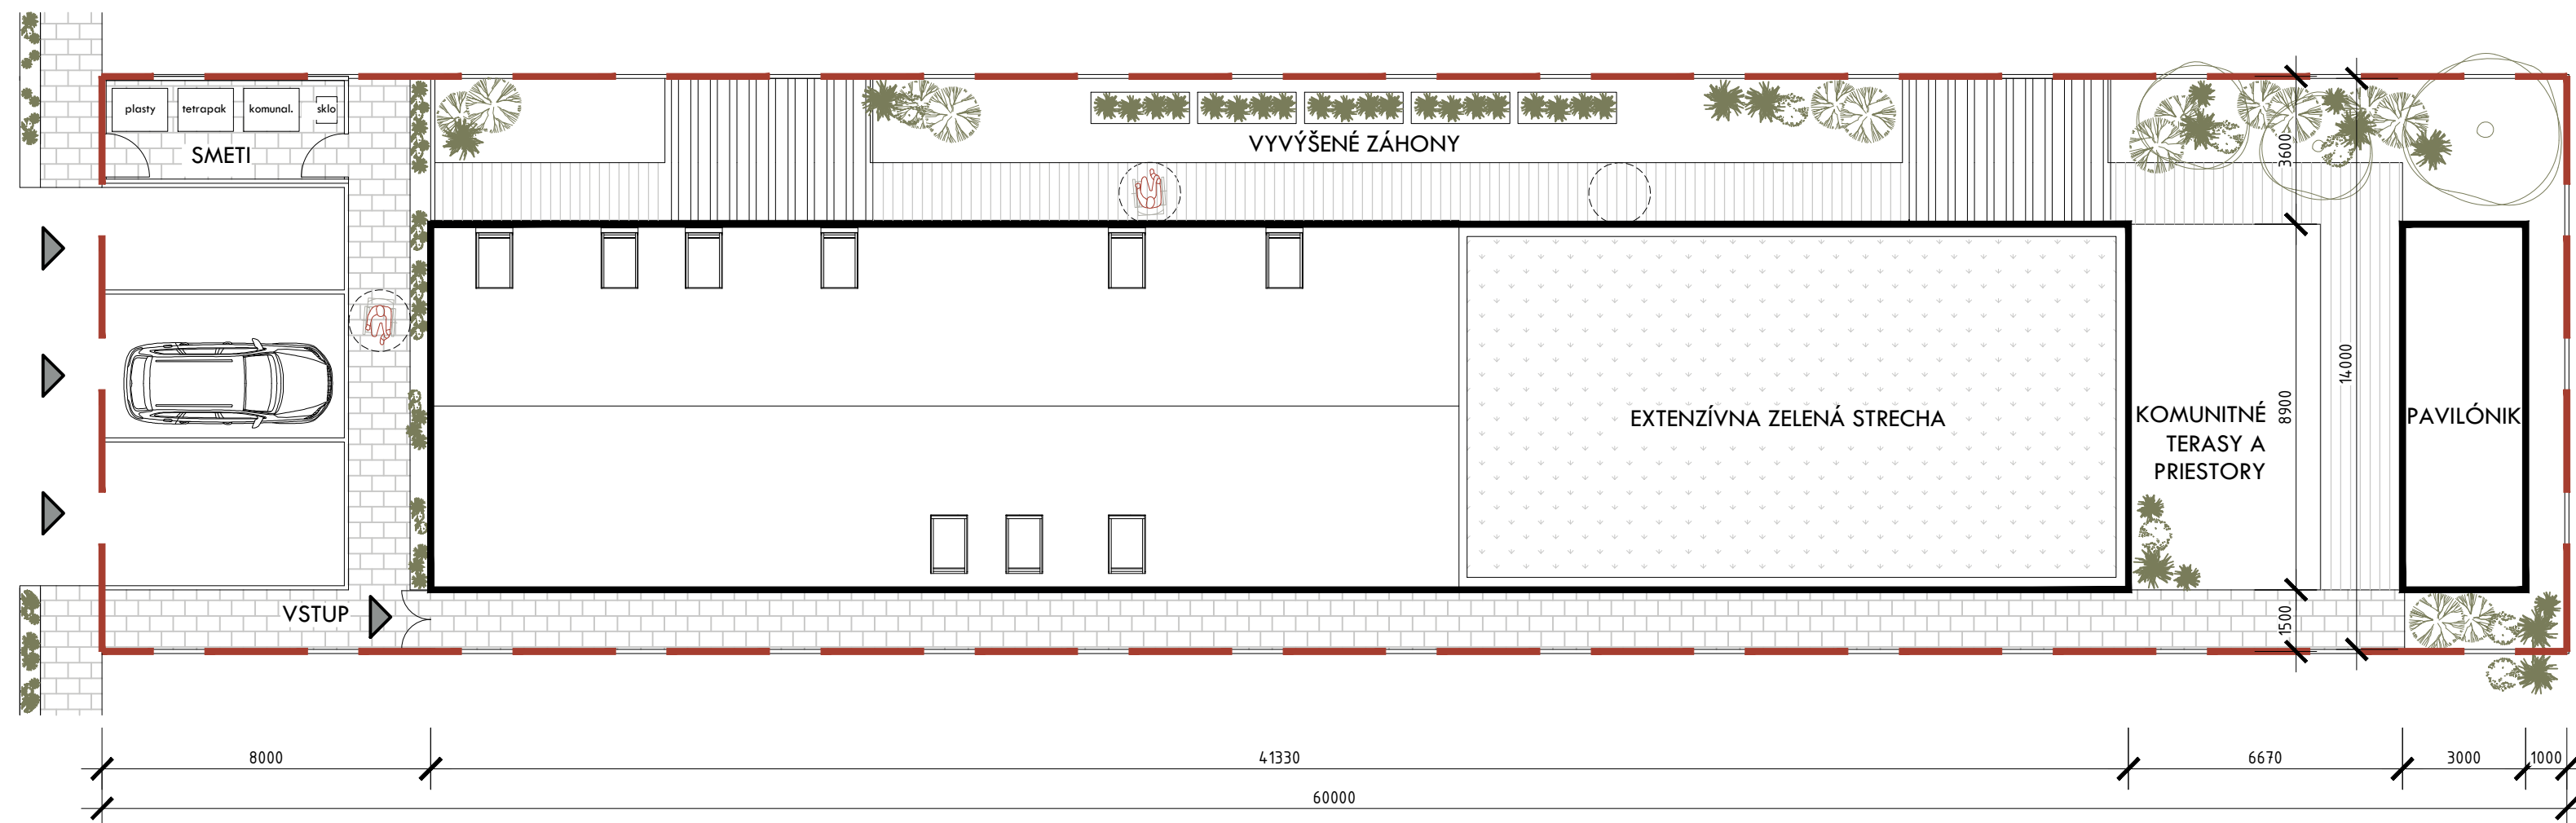 plasty
tetrapak
komunal.
sklo
SMETI
VYVÝŠENÉ ZÁHONY
3600
14000
8900
EXTENZÍVNA ZELENÁ STRECHA
KOMUNITNÉ
TERASY A
PRIESTORY
PAVILÓNIK
VSTUP
1500
8000
41330
6670
3000
1000
60000